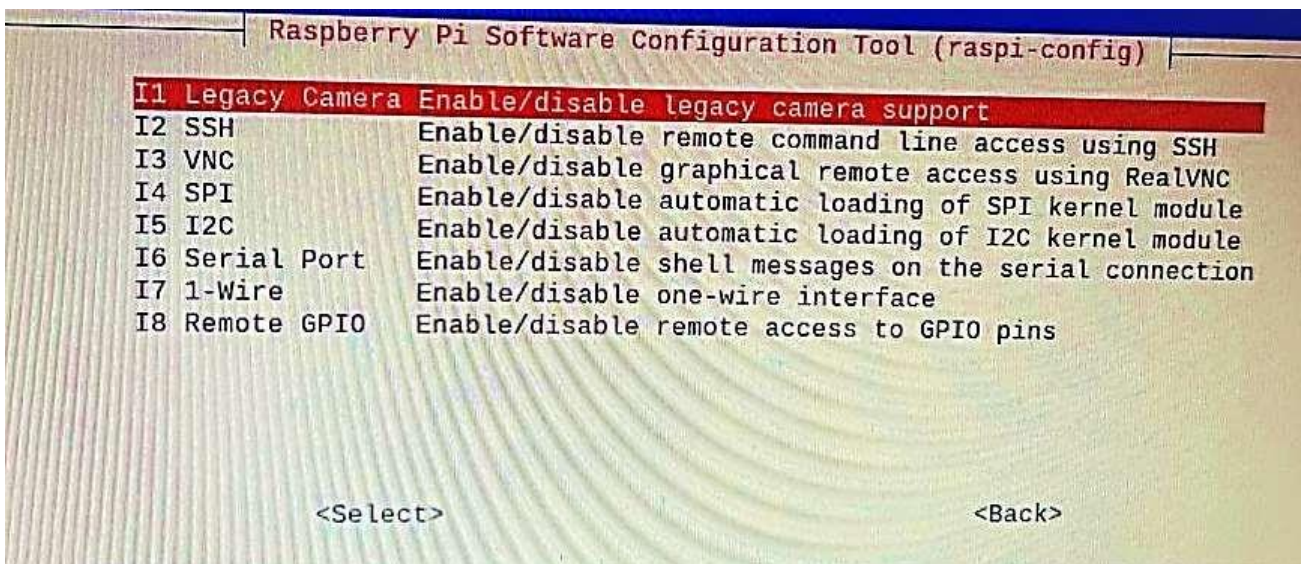 Raspberry Pi Software Configuration Tool (raspi-config)
I1 Legacy Camera Enable/disable legacy camera support
I2 SSH Enable/disable remote command line access using SSH
I3 VNC Enable/disable graphical remote access using RealVNC
I4 SPI Enable/disable automatic loading of SPI kernel module
I5 I2C Enable/disable automatic loading of I2C kernel module
I6 Serial Port Enable/disable shell messages on the serial connection
I7 1-Wire Enable/disable one-wire interface
I8 Remote GPIO Enable/disable remote access to GPIO pins
<Select> <Back>